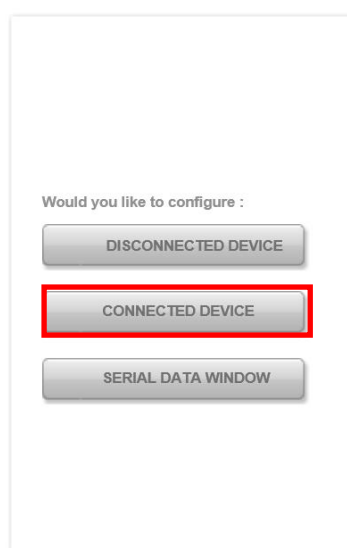 Would you like to configure :
DISCONNECTED DEVICE
CONNECTED DEVICE
SERIAL DATA WINDOW